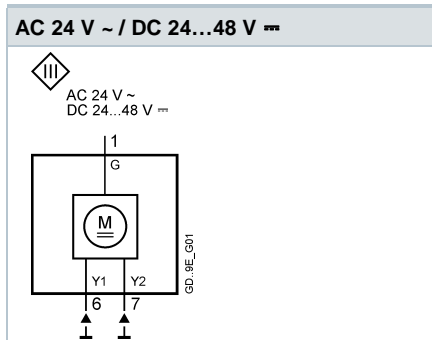 AC 24 V ~ / DC 24...48 V ⎓
III
AC 24 V ~
DC 24...48 V ⎓
1
G
M
Y1 Y2
6 7
GD..9E_G01